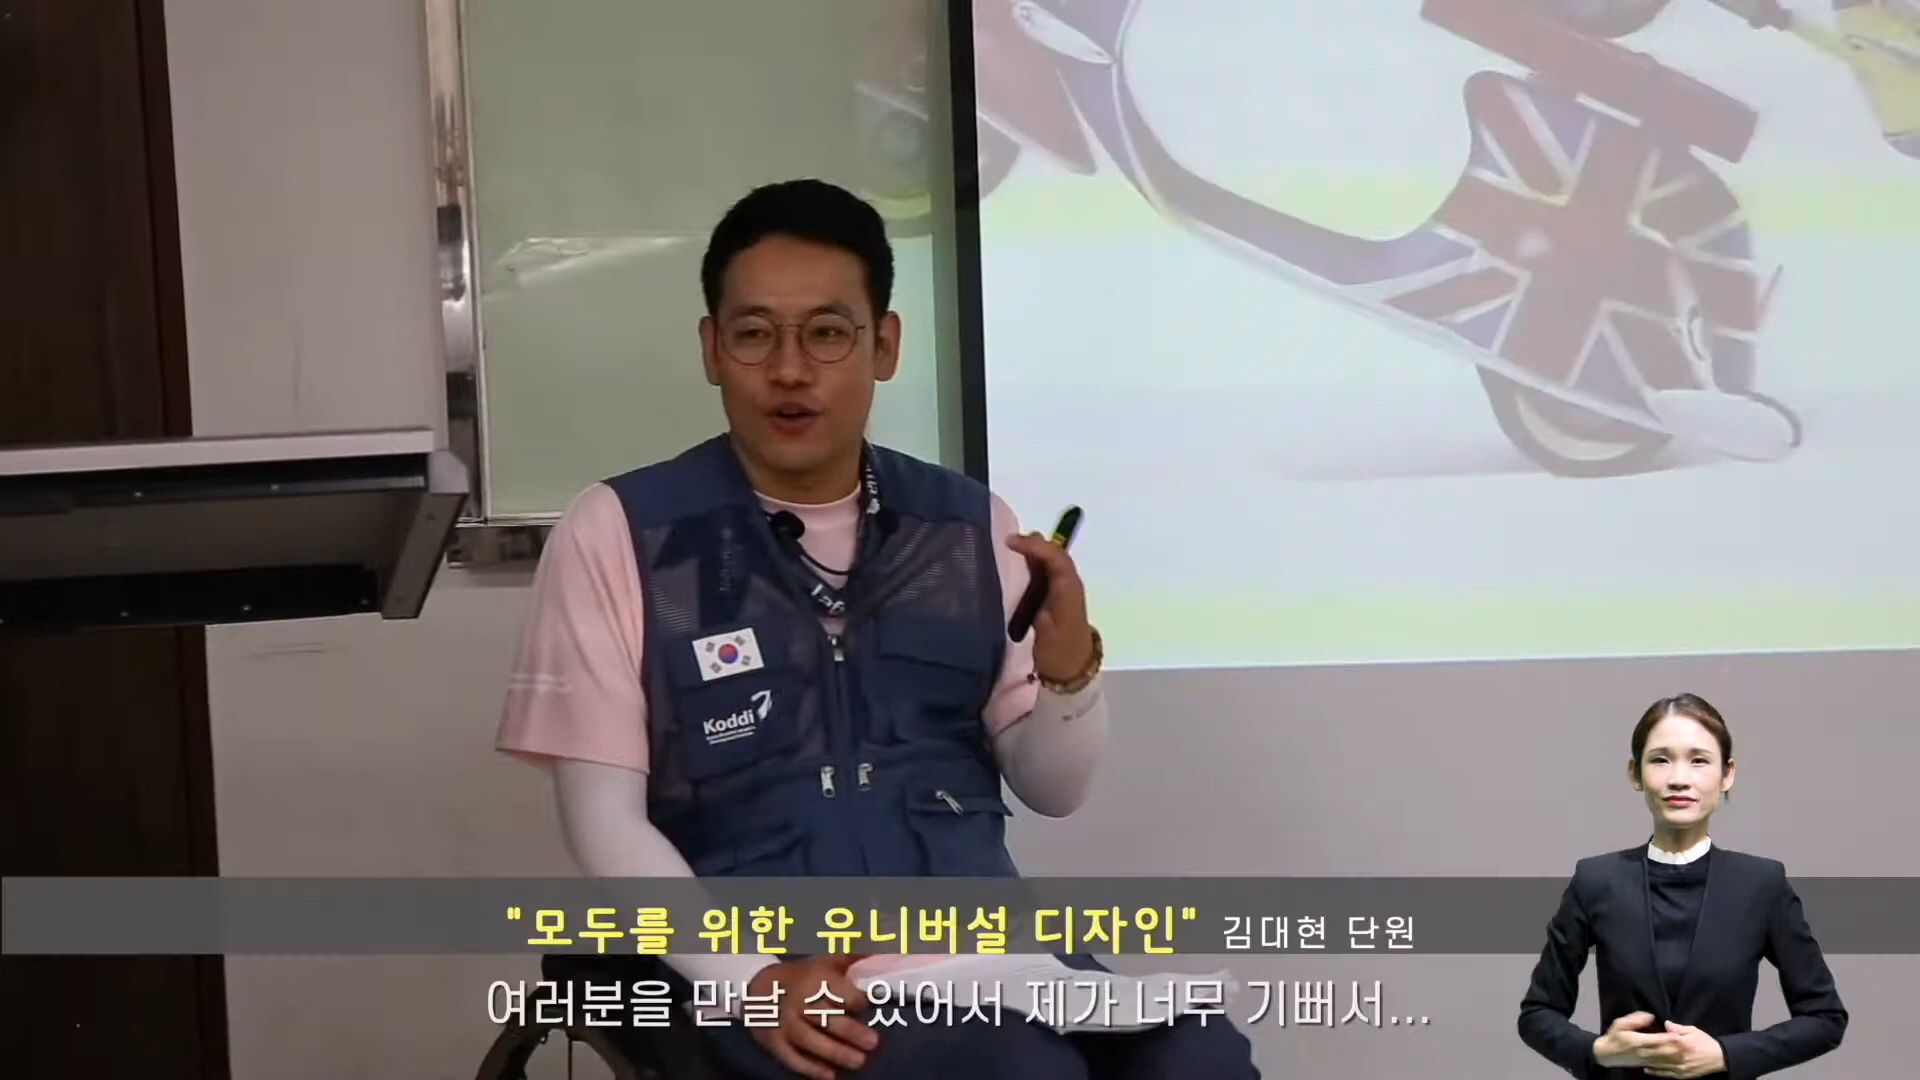 Koddi
"모두를 위한 유니버설 디자인" 김대현 단원
여러분을 만날 수 있어서 제가 너무 기뻐서...